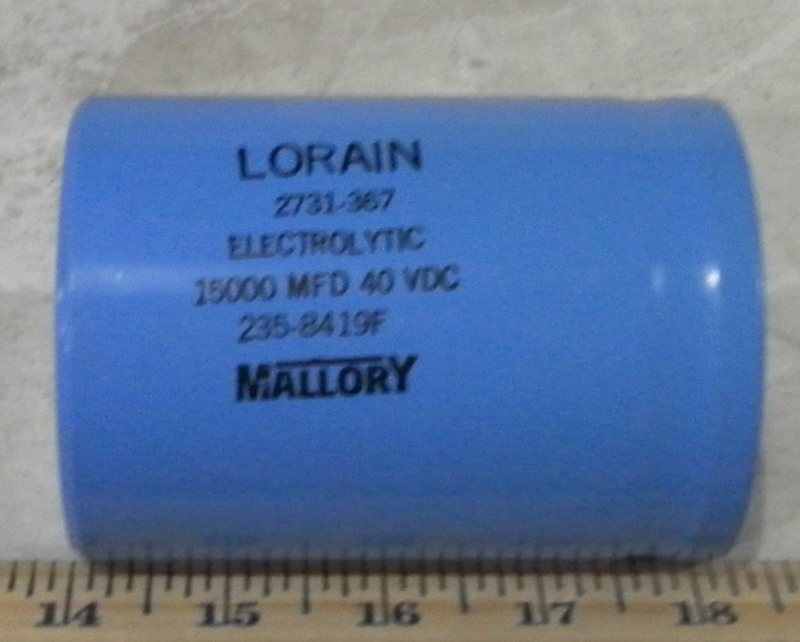 LORAIN
2731-367
ELECTROLYTIC
15000 MFD 40 VDC
235-8419F
MALLORY
14 15 16 17 18